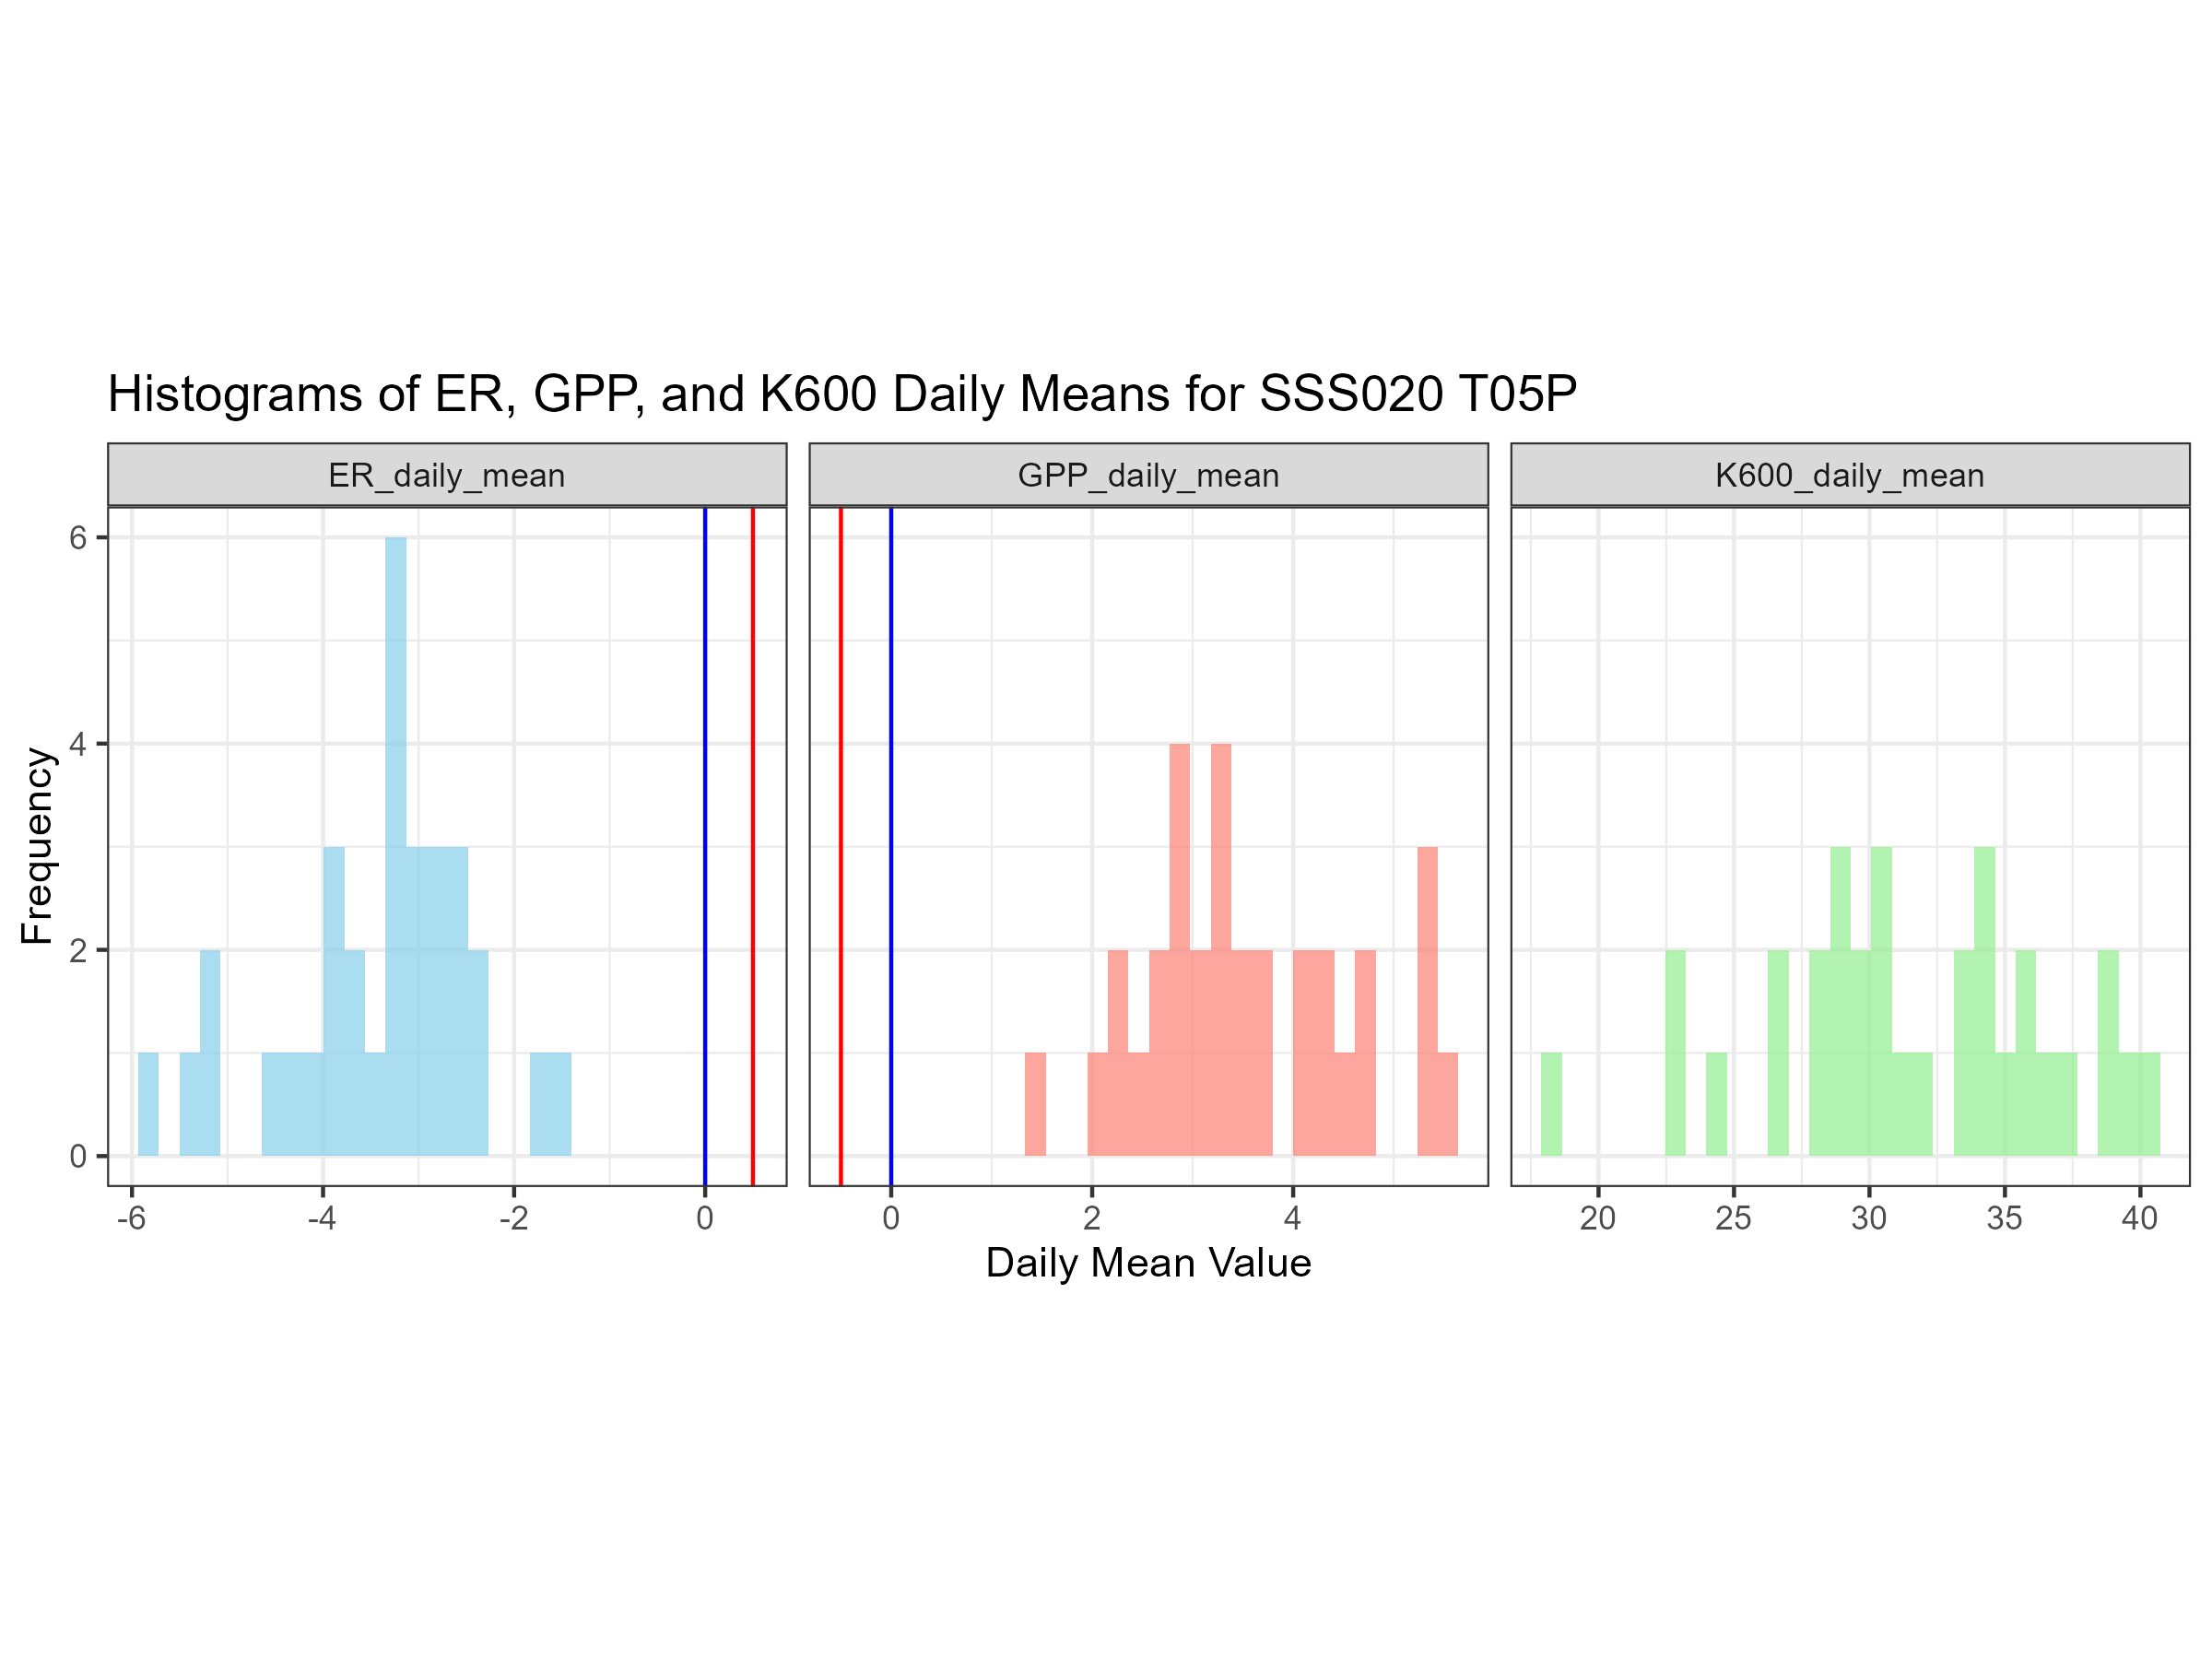 Histograms of ER, GPP, and K600 Daily Means for SSS020 T05P
ER_daily_mean
GPP_daily_mean
K600_daily_mean
Frequency
6
4
2
0
-6 -4 -2 0
0 2 4
20 25 30 35 40
Daily Mean Value